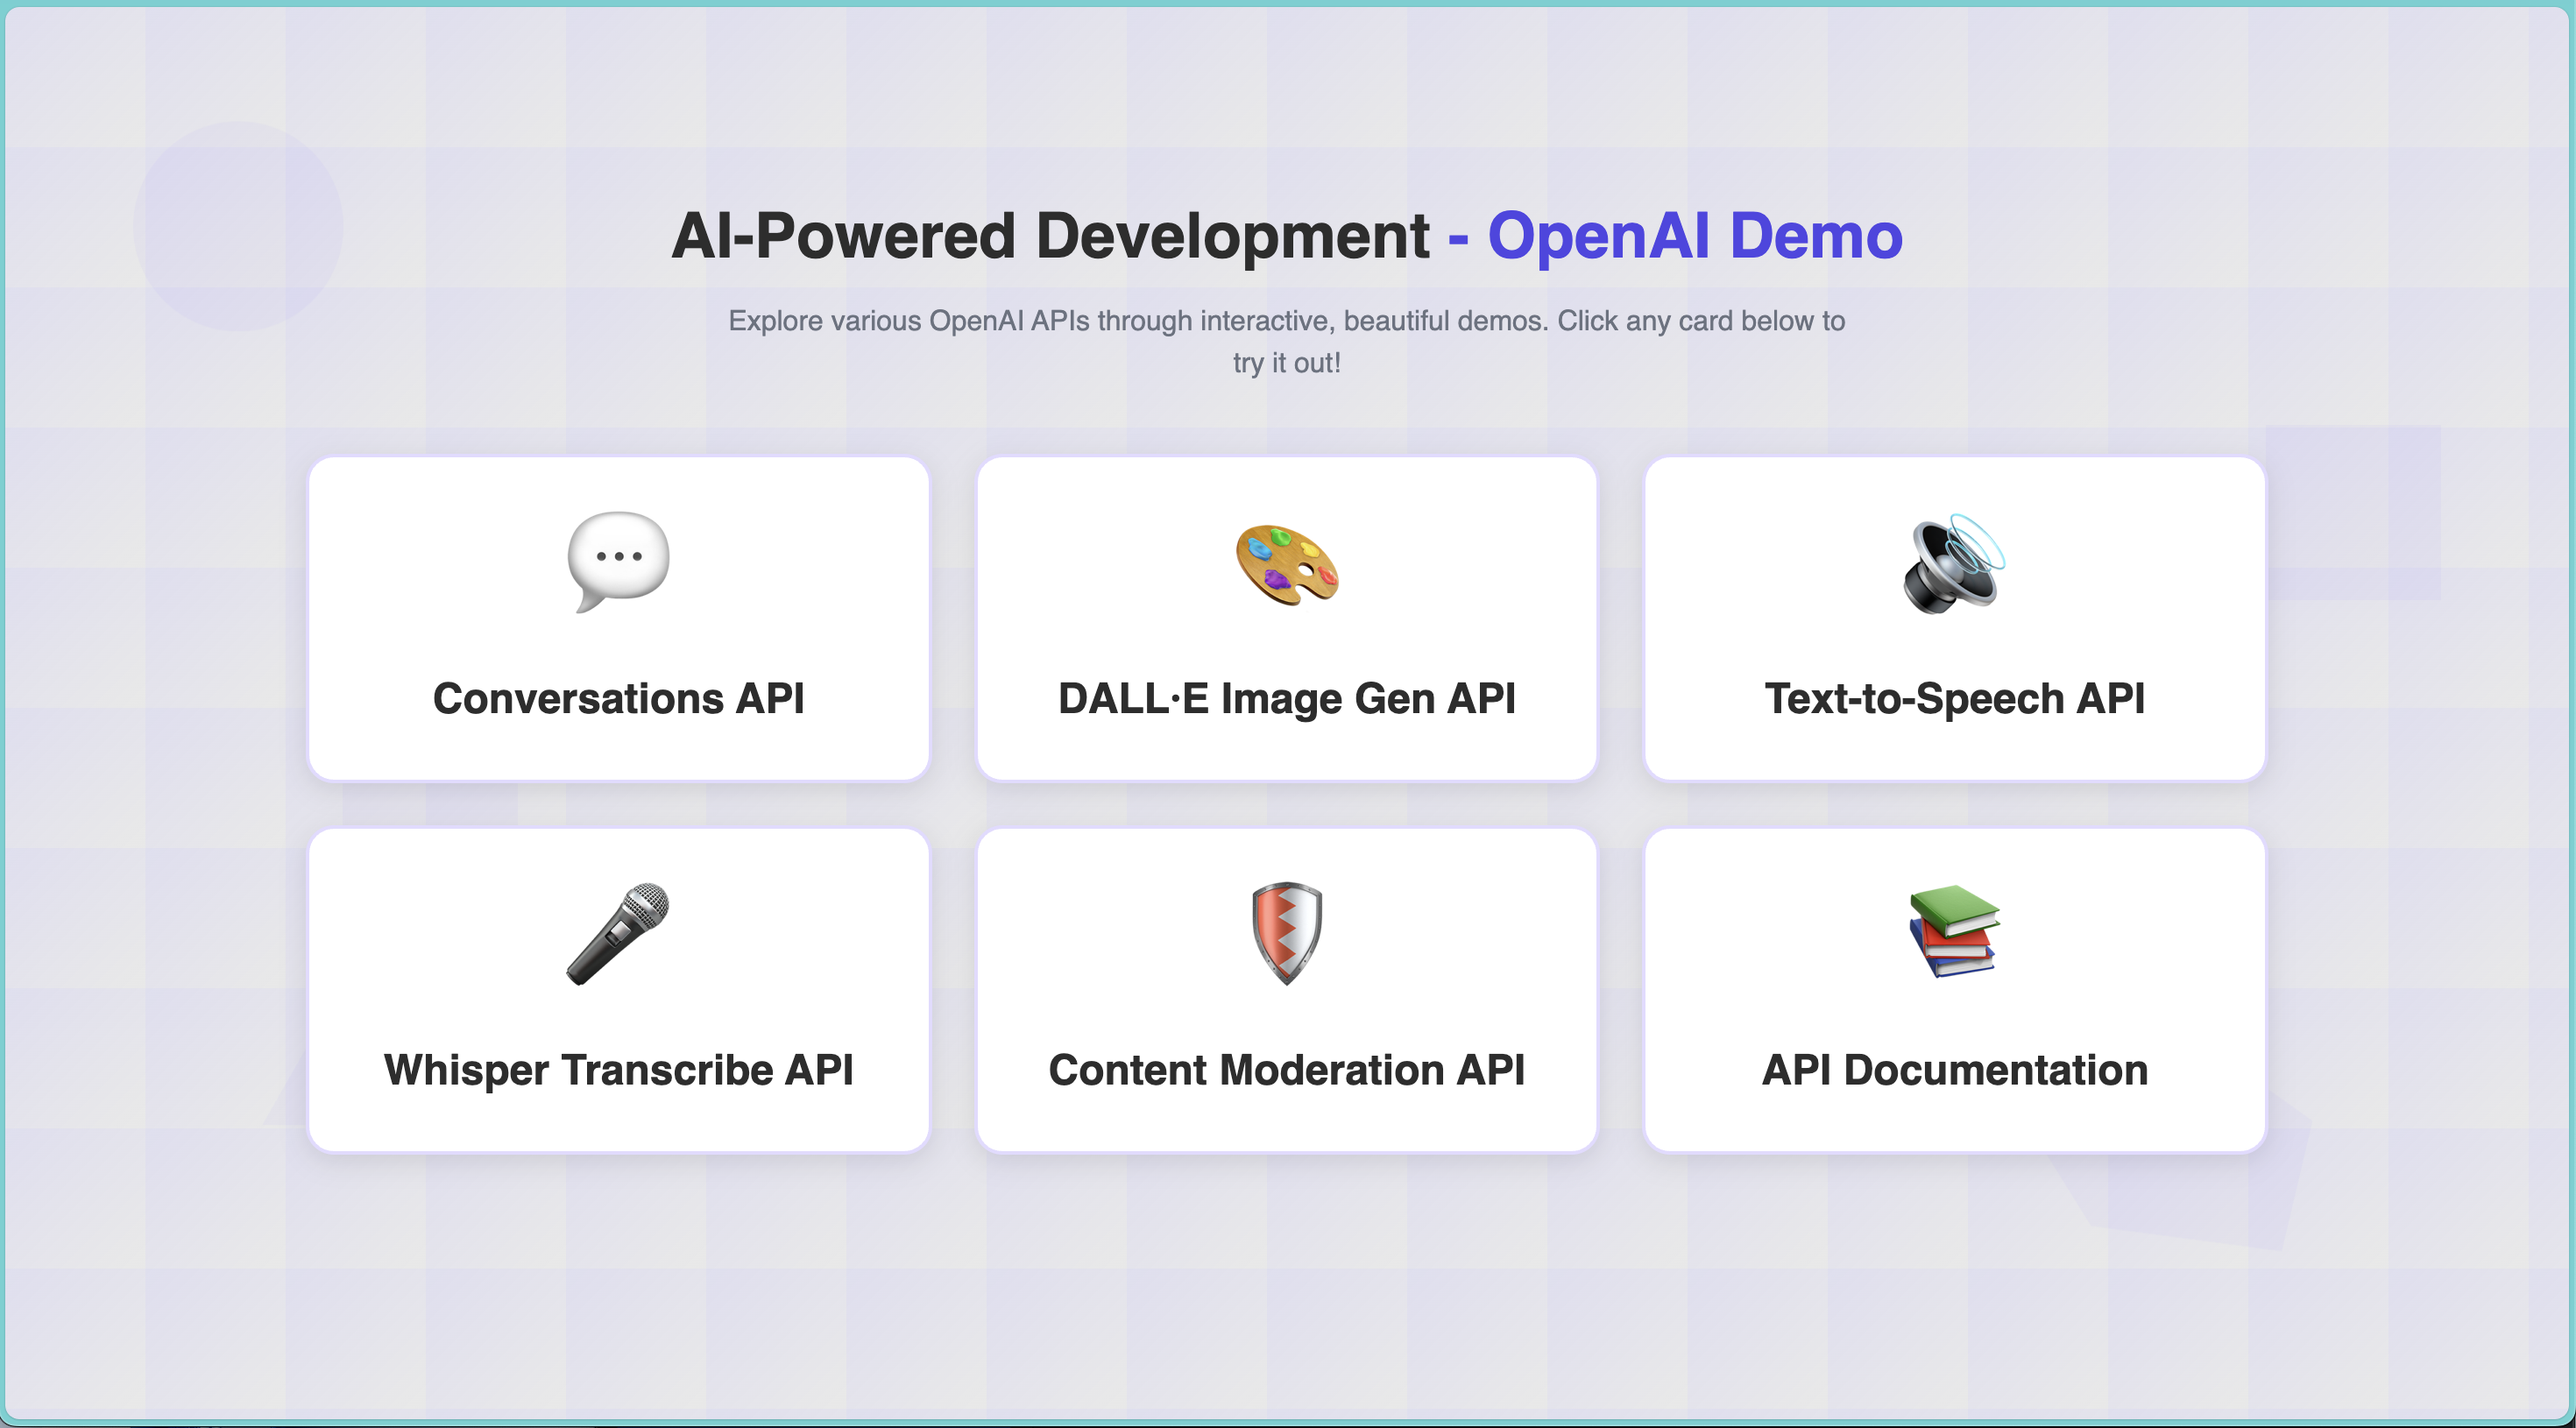 AI-Powered Development - OpenAI Demo
Explore various OpenAI APIs through interactive, beautiful demos. Click any card below to
try it out!
Conversations API
DALL·E Image Gen API
Text-to-Speech API
Whisper Transcribe API
Content Moderation API
API Documentation